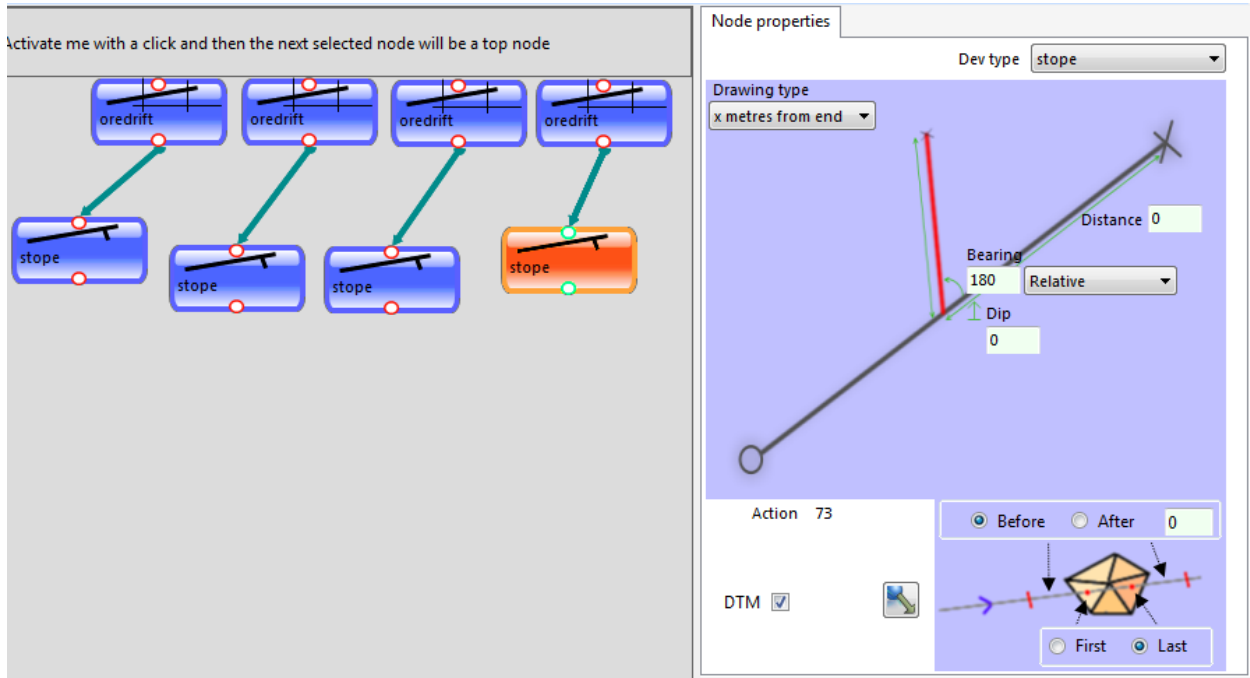 Activate me with a click and then the next selected node will be a top node
oredrift
oredrift
oredrift
oredrift
stope
stope
stope
stope
Node properties
Dev type stope
Drawing type
x metres from end
Distance 0
Bearing
180 Relative
Dip
0
Action 73
Before After 0
DTM
First Last